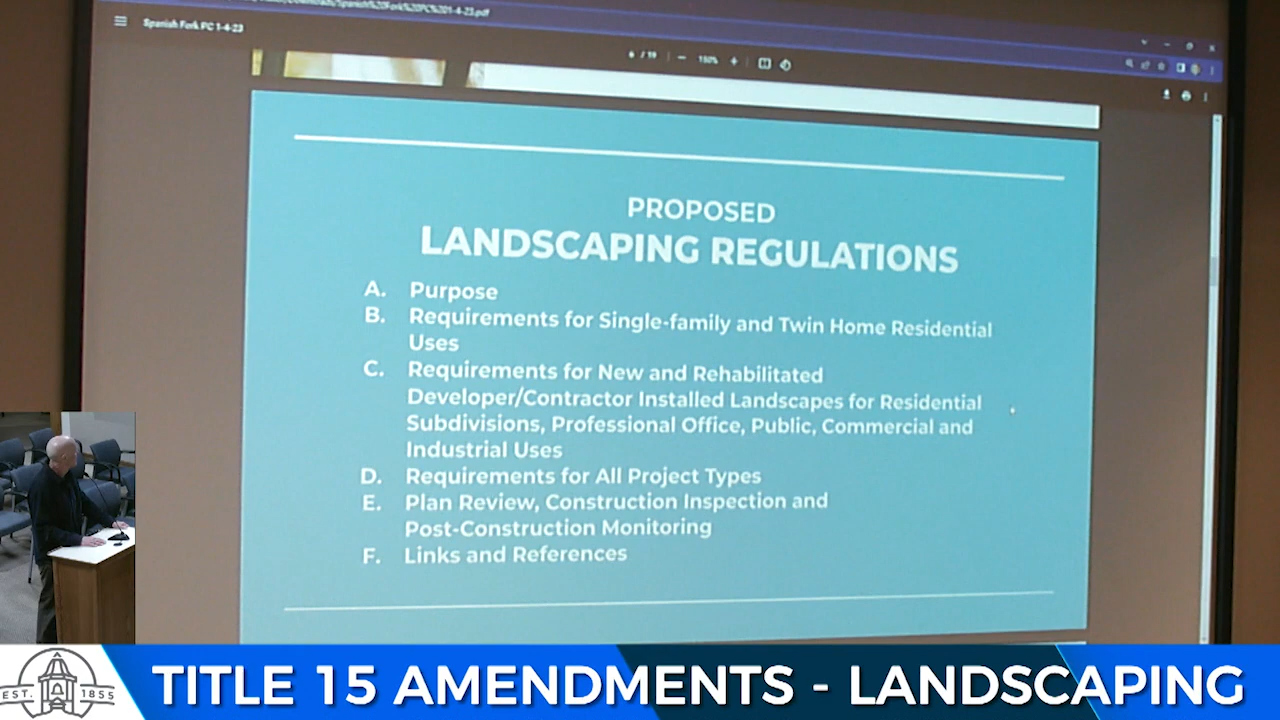 Spanish Fork PC 1-4-23
6 / 19
150%
PROPOSED
LANDSCAPING REGULATIONS
A. Purpose
B. Requirements for Single-family and Twin Home Residential
Uses
C. Requirements for New and Rehabilitated
Developer/Contractor Installed Landscapes for Residential
Subdivisions, Professional Office, Public, Commercial and
Industrial Uses
D. Requirements for All Project Types
E. Plan Review, Construction Inspection and
Post-Construction Monitoring
F. Links and References
EST. 1855
TITLE 15 AMENDMENTS - LANDSCAPING